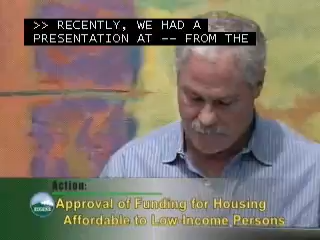 >> RECENTLY, WE HAD A
PRESENTATION AT -- FROM THE
Action:
Approval of Funding for Housing
Affordable to Low-Income Persons